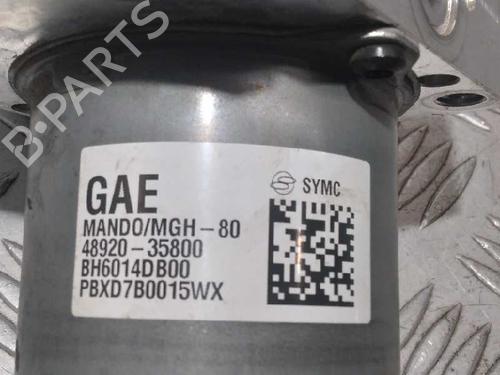 B-PARTS
GAE
SYMC
MANDO/MGH-80
48920-35800
BH6014DB00
PBXD7B0015WX